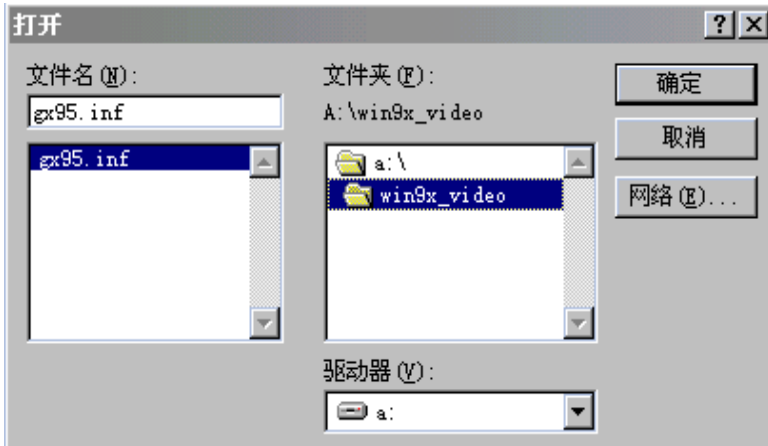 打开
文件名(N):
gx95.inf
gx95.inf
文件夹(F):
A:\win9x_video
a:\
win9x_video
驱动器(V):
a:
确定
取消
网络(E)...